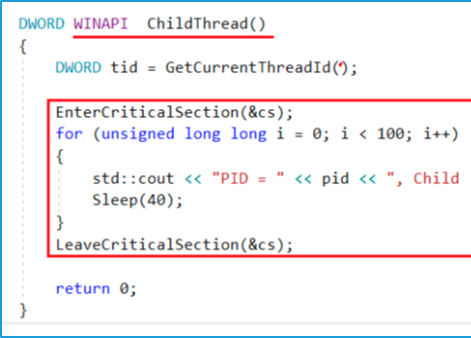 DWORD WINAPI ChildThread()
{
DWORD tid = GetCurrentThreadId();
EnterCriticalSection(&cs);
for (unsigned long long i = 0; i < 100; i++)
{
std::cout << "PID = " << pid << ", Child
Sleep(40);
}
LeaveCriticalSection(&cs);
return 0;
}